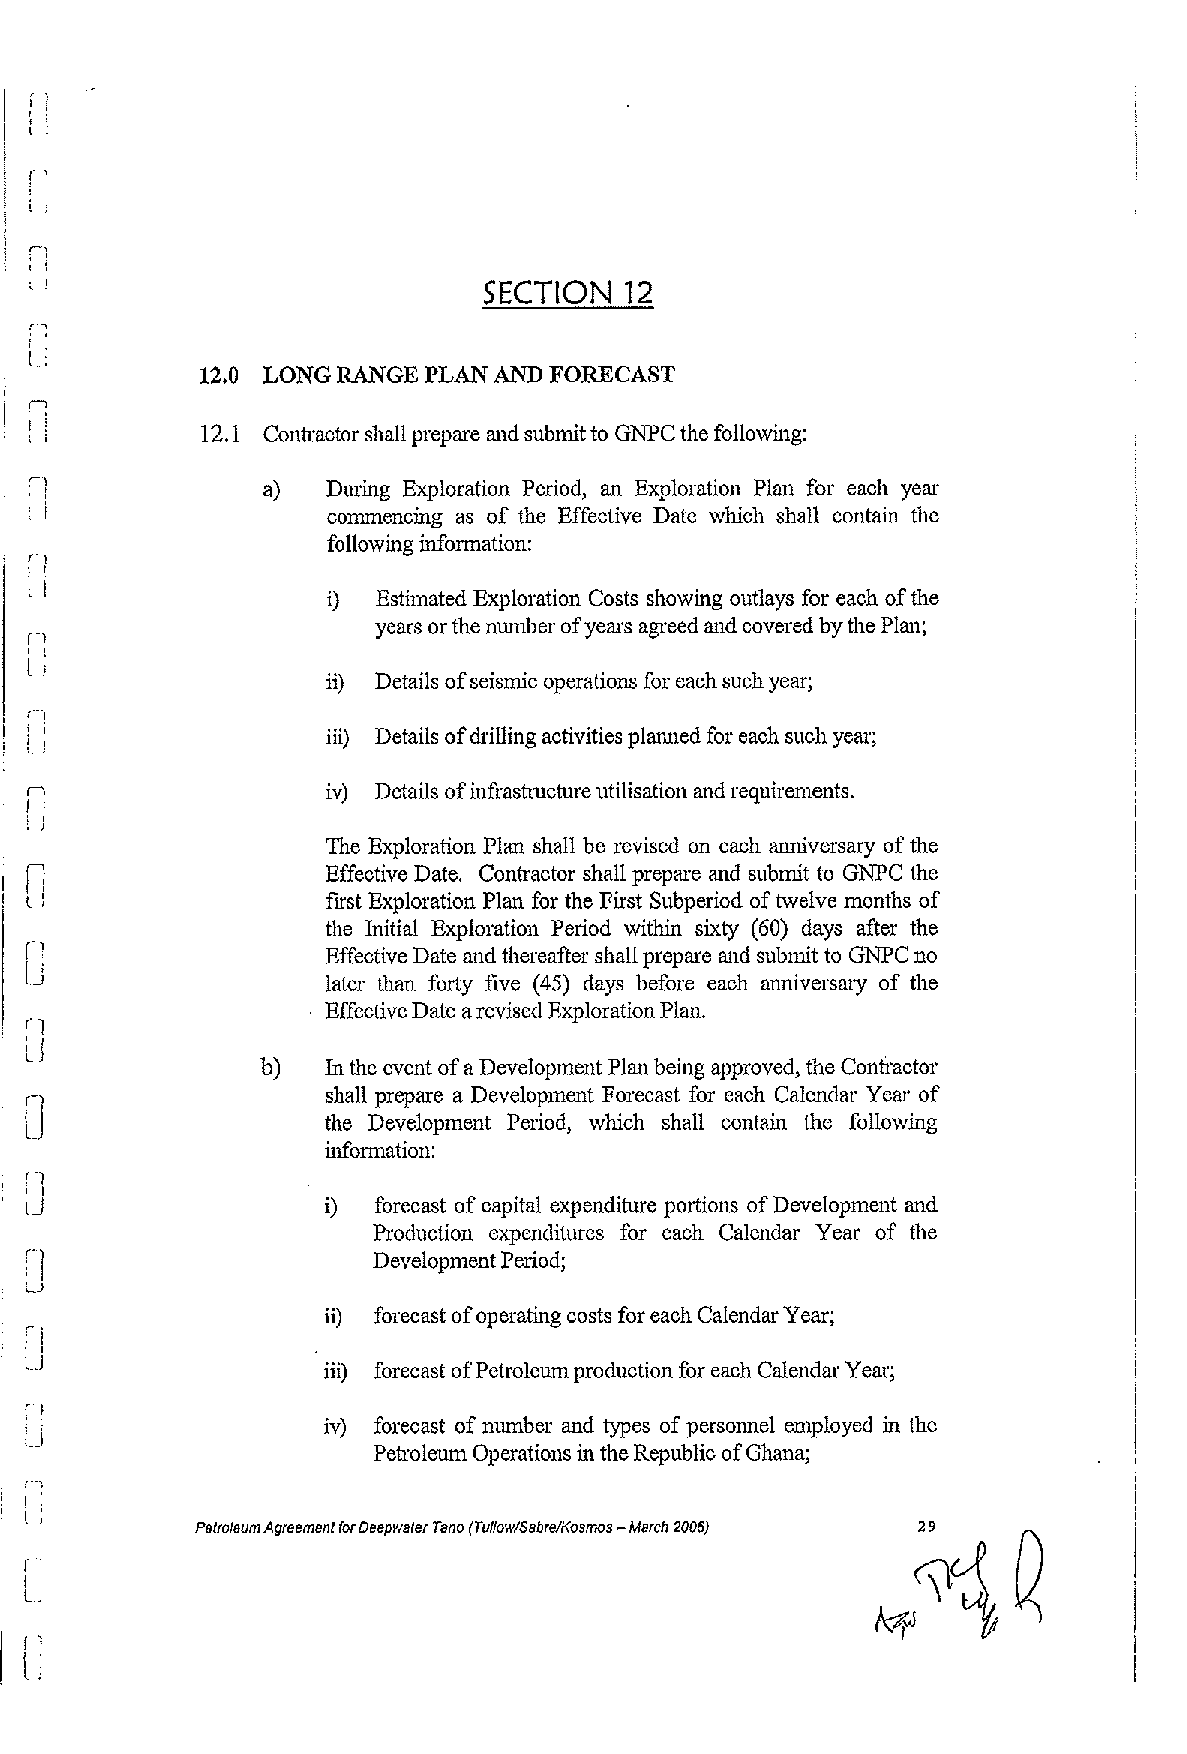 SECTION 12
12.0 LONG RANGE PLAN AND FORECAST
12.1 Contractor shall prepare and submit to GNPC the following:
a) During Exploration Period, an Exploration Plan for each year
commencing as of the Effective Date which shall contain the
following information:
i) Estimated Exploration Costs showing outlays for each of the
years or the number of years agreed and covered by the Plan;
ii) Details of seismic operations for each such year;
iii) Details of drilling activities planned for each such year;
iv) Details of infrastructure utilisation and requirements.
The Exploration Plan shall be revised on each anniversary of the
Effective Date. Contractor shall prepare and submit to GNPC the
first Exploration Plan for the First Subperiod of twelve months of
the Initial Exploration Period within sixty (60) days after the
Effective Date and thereafter shall prepare and submit to GNPC no
later than forty five (45) days before each anniversary of the
Effective Date a revised Exploration Plan.
b) In the event of a Development Plan being approved, the Contractor
shall prepare a Development Forecast for each Calendar Year of
the Development Period, which shall contain the following
information:
i) forecast of capital expenditure portions of Development and
Production expenditures for each Calendar Year of the
Development Period;
ii) forecast of operating costs for each Calendar Year;
iii) forecast of Petroleum production for each Calendar Year;
iv) forecast of number and types of personnel employed in the
Petroleum Operations in the Republic of Ghana;
Petroleum Agreement for Deepwater Tano (Tullow/Sabre/Kosmos – March 2006) 29